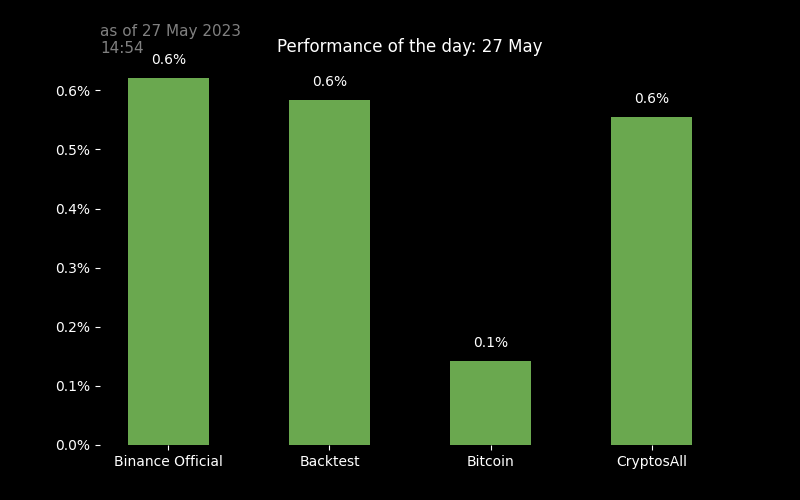 as of 27 May 2023
14:54
Performance of the day: 27 May
0.6%
0.6%
0.1%
0.6%
0.6%
0.5%
0.4%
0.3%
0.2%
0.1%
0.0%
Binance Official
Backtest
Bitcoin
CryptosAll